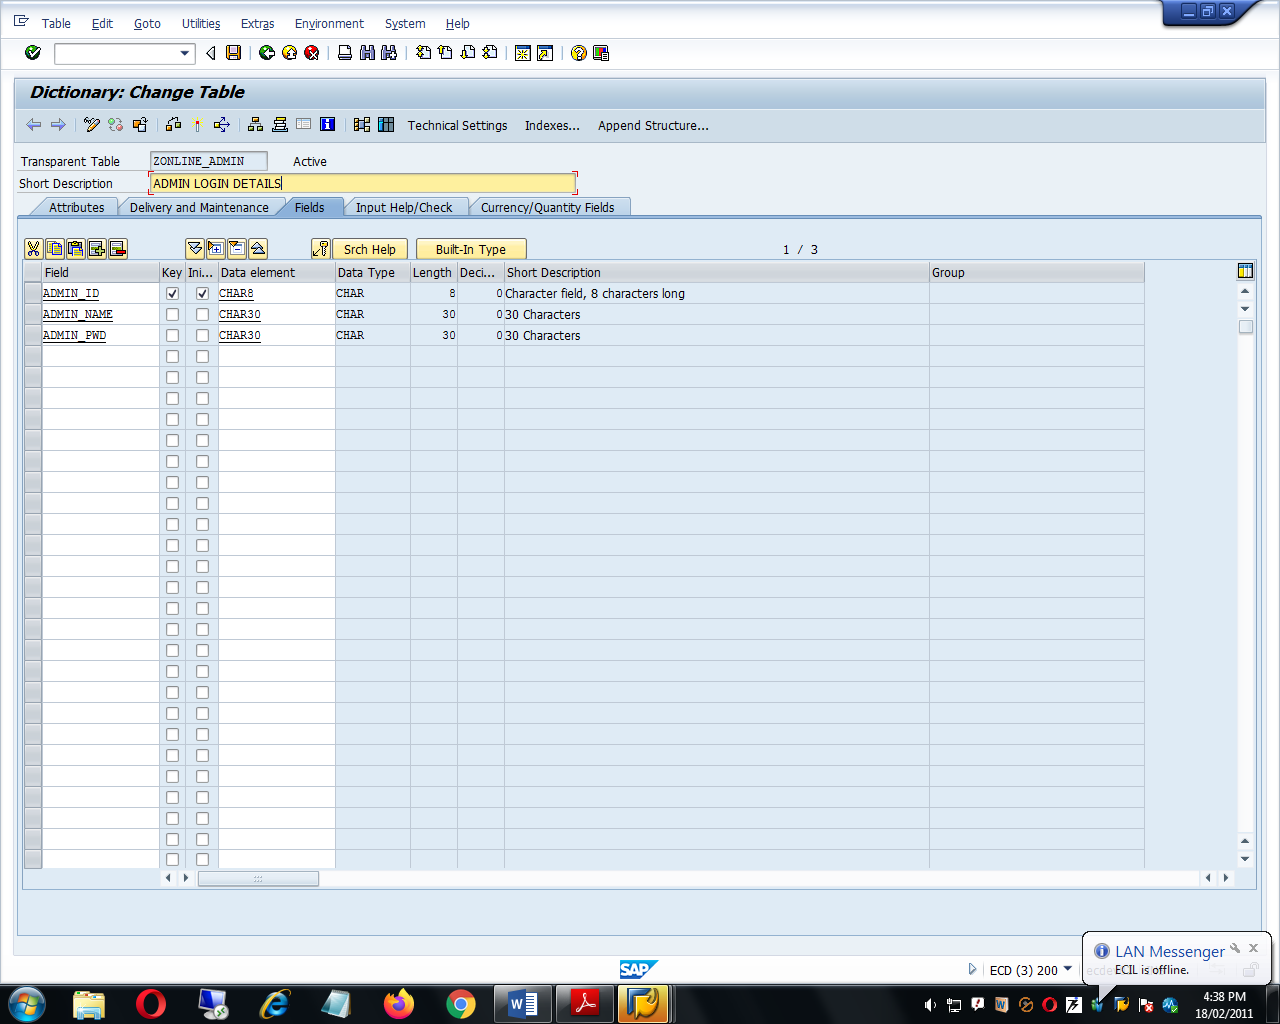 Table Edit Goto Utilities Extras Environment System Help
Dictionary: Change Table
Technical Settings Indexes... Append Structure...
Transparent Table ZONLINE_ADMIN Active
Short Description ADMIN LOGIN DETAILS
Attributes Delivery and Maintenance Fields Input Help/Check Currency/Quantity Fields
Srch Help Built-In Type 1 / 3
Field Key Ini... Data element Data Type Length Deci... Short Description Group
ADMIN_ID CHAR8 CHAR 8 0 Character field, 8 characters long
ADMIN_NAME CHAR30 CHAR 30 0 30 Characters
ADMIN_PWD CHAR30 CHAR 30 0 30 Characters
SAP
ECD (3) 200
LAN Messenger
ECIL is offline.
4:38 PM
18/02/2011